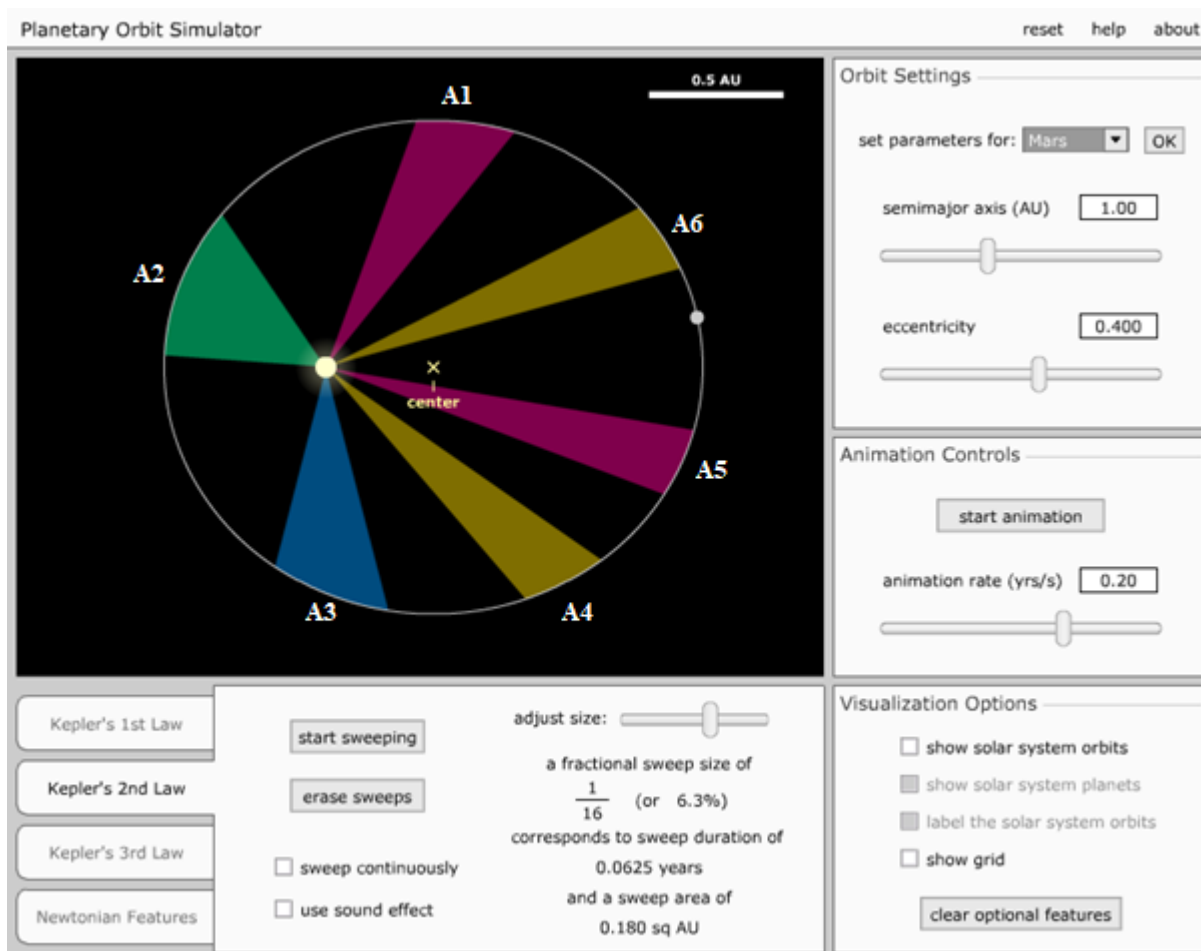 Planetary Orbit Simulator
reset help about
0.5 AU
A1
A2
A6
center
A5
A3
A4
Orbit Settings
set parameters for: Mars OK
semimajor axis (AU) 1.00
eccentricity 0.400
Animation Controls
start animation
animation rate (yrs/s) 0.20
Kepler's 1st Law
Kepler's 2nd Law
Kepler's 3rd Law
Newtonian Features
start sweeping
erase sweeps
sweep continuously
use sound effect
adjust size:
a fractional sweep size of
1
16
(or 6.3%)
corresponds to sweep duration of
0.0625 years
and a sweep area of
0.180 sq AU
Visualization Options
show solar system orbits
show solar system planets
label the solar system orbits
show grid
clear optional features